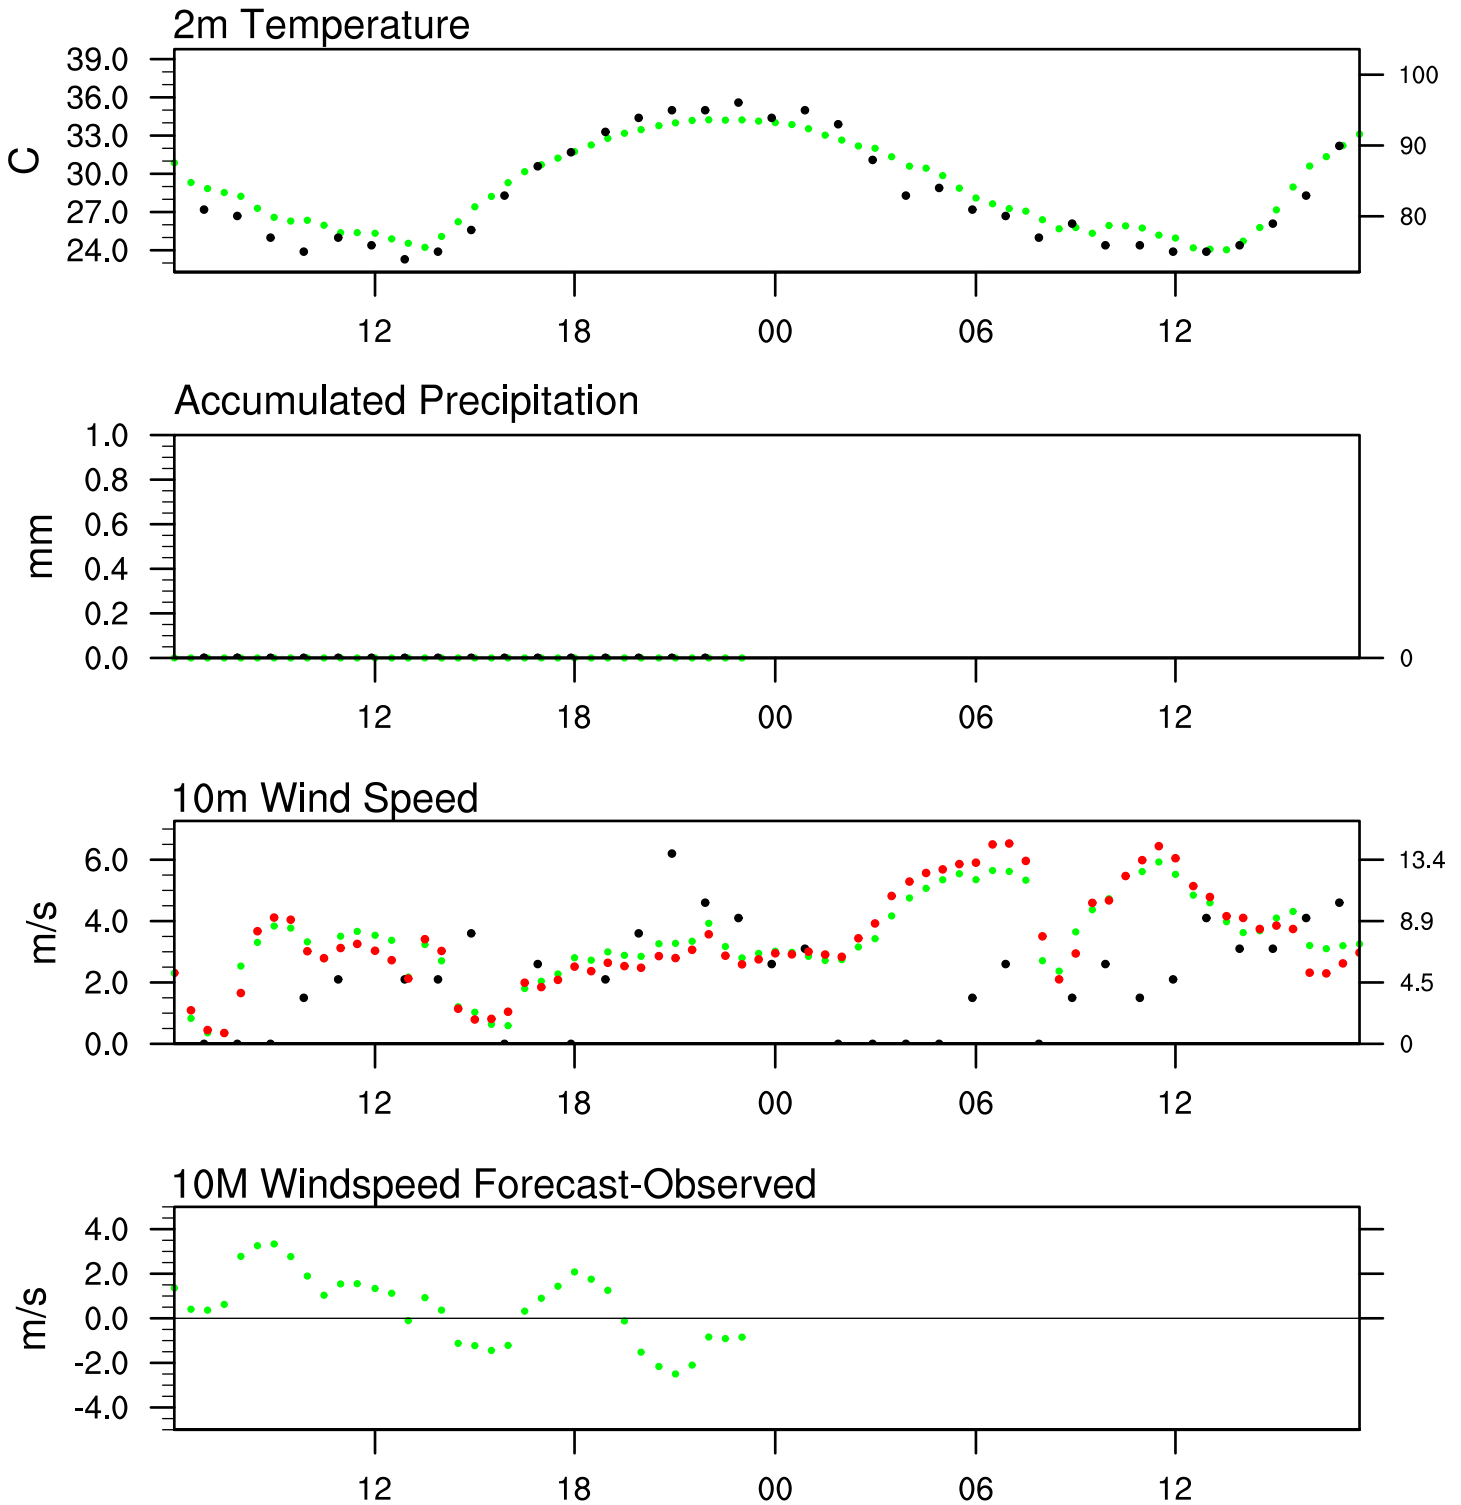 2m Temperature
39.0
36.0
33.0
30.0
27.0
24.0
C
100
90
80
12 18 00 06 12
Accumulated Precipitation
1.0
0.8
0.6
0.4
0.2
0.0
mm
0
12 18 00 06 12
10m Wind Speed
6.0
4.0
2.0
0.0
m/s
13.4
8.9
4.5
0
12 18 00 06 12
10M Windspeed Forecast-Observed
4.0
2.0
0.0
-2.0
-4.0
m/s
12 18 00 06 12